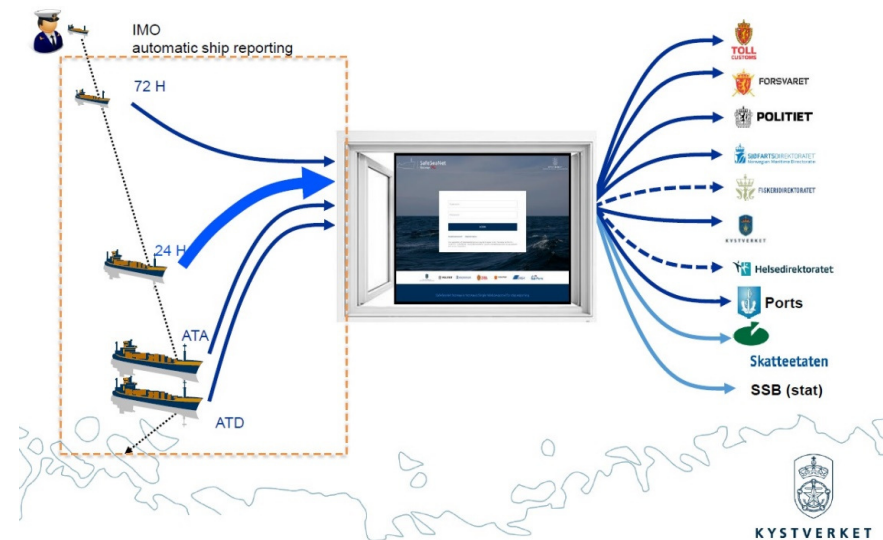 IMO
automatic ship reporting
72 H
24 H
ATA
ATD
SafeSeaNet
TOLL
CUSTOMS
FORSVARET
POLITIET
SJØFARTSDIREKTORATET
Norwegian Maritime Directorate
FISKERIDIREKTORATET
KYSTVERKET
Helsedirektoratet
Ports
Skatteetaten
SSB (stat)
KYSTVERKET